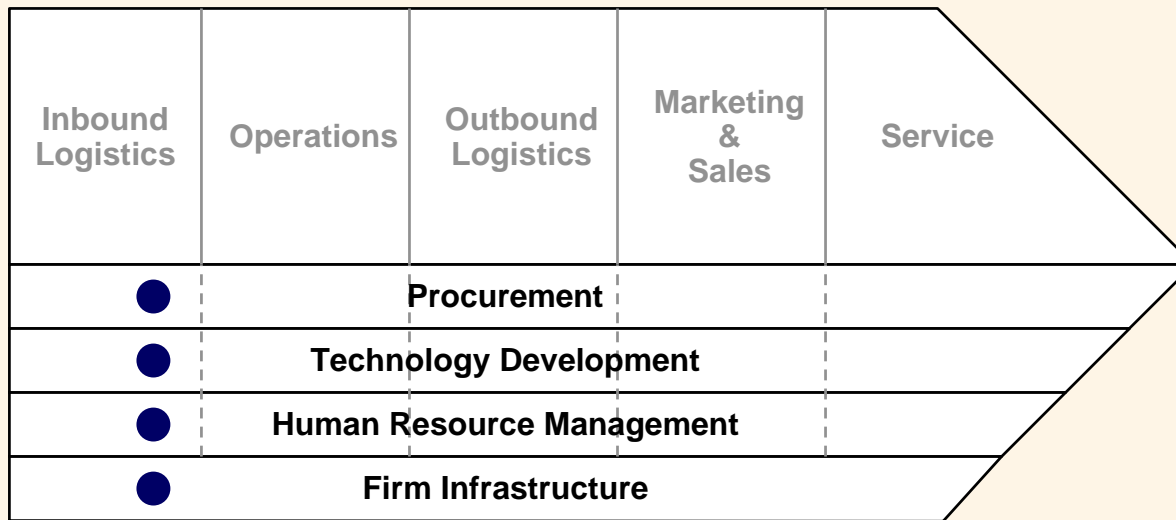 Inbound
Logistics
Operations
Outbound
Logistics
Marketing
&
Sales
Service
Procurement
Technology Development
Human Resource Management
Firm Infrastructure